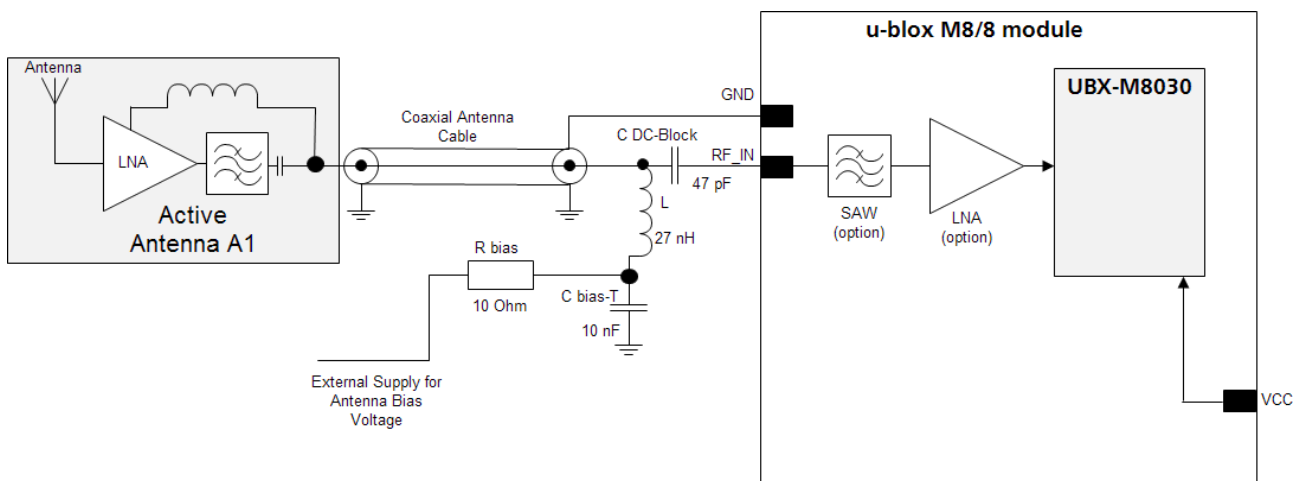 u-blox M8/8 module
Antenna
UBX-M8030
GND
Coaxial Antenna
Cable
C DC-Block
RF_IN
LNA
47 pF
L
Active
Antenna A1
SAW
(option)
LNA
(option)
27 nH
R bias
C bias-T
10 Ohm
10 nF
External Supply for
Antenna Bias
Voltage
VCC